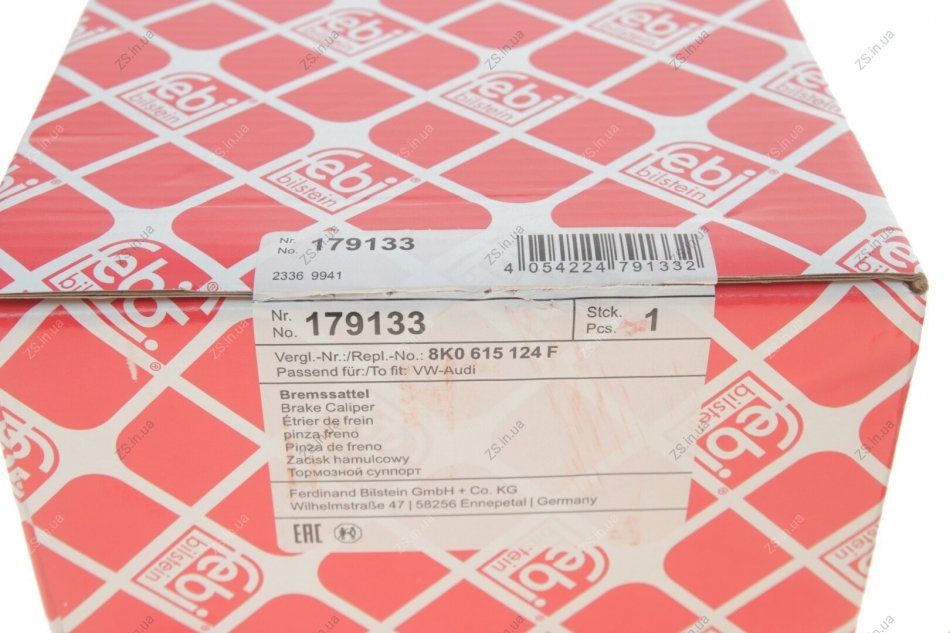 febi
bilstein
Nr.
No. 179133
2336 9941
4 054224 791332
Nr.
No. 179133
Stck.
Pcs. 1
Vergl.-Nr.:/Repl.-No.: 8K0 615 124 F
Passend für:/To fit: VW-Audi
Bremssattel
Brake Caliper
Étrier de frein
pinza freno
Pinza de freno
Zacisk hamulcowy
Тормозной суппорт
Ferdinand Bilstein GmbH + Co. KG
Wilhelmstraße 47 | 58256 Ennepetal | Germany
EAC
ZS.in.ua